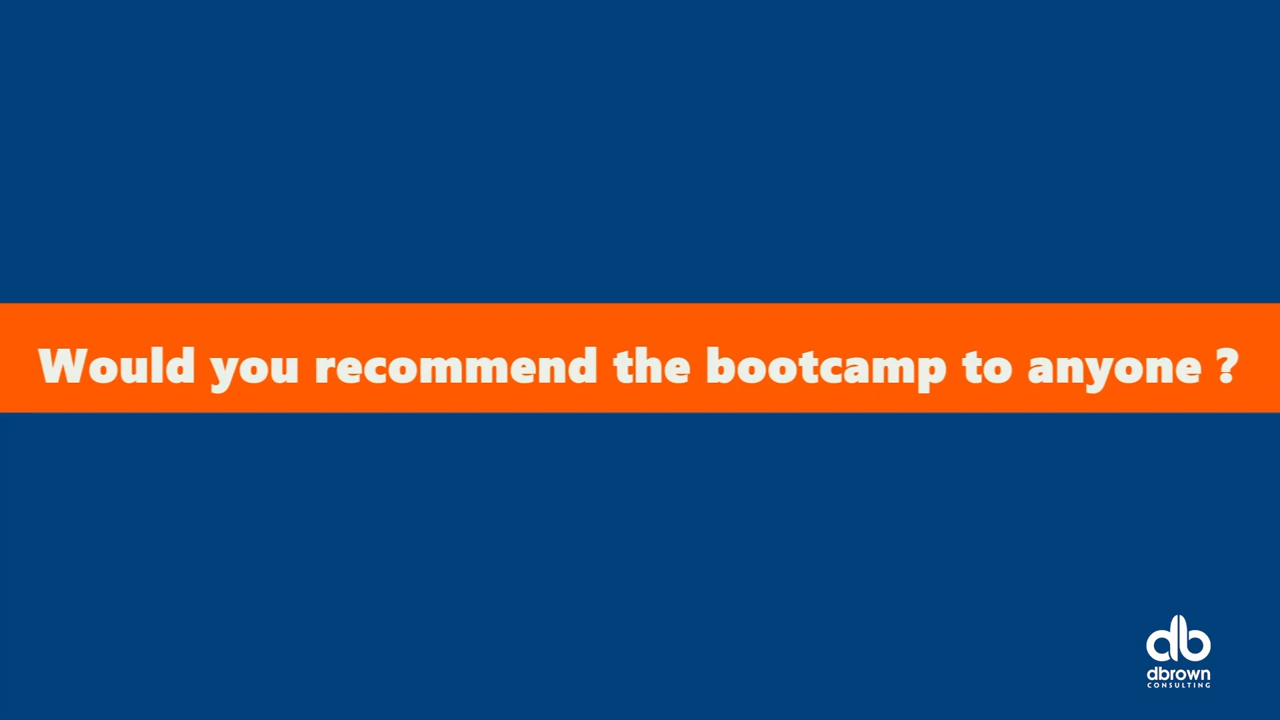 Would you recommend the bootcamp to anyone ?
db
dbrown
CONSULTING